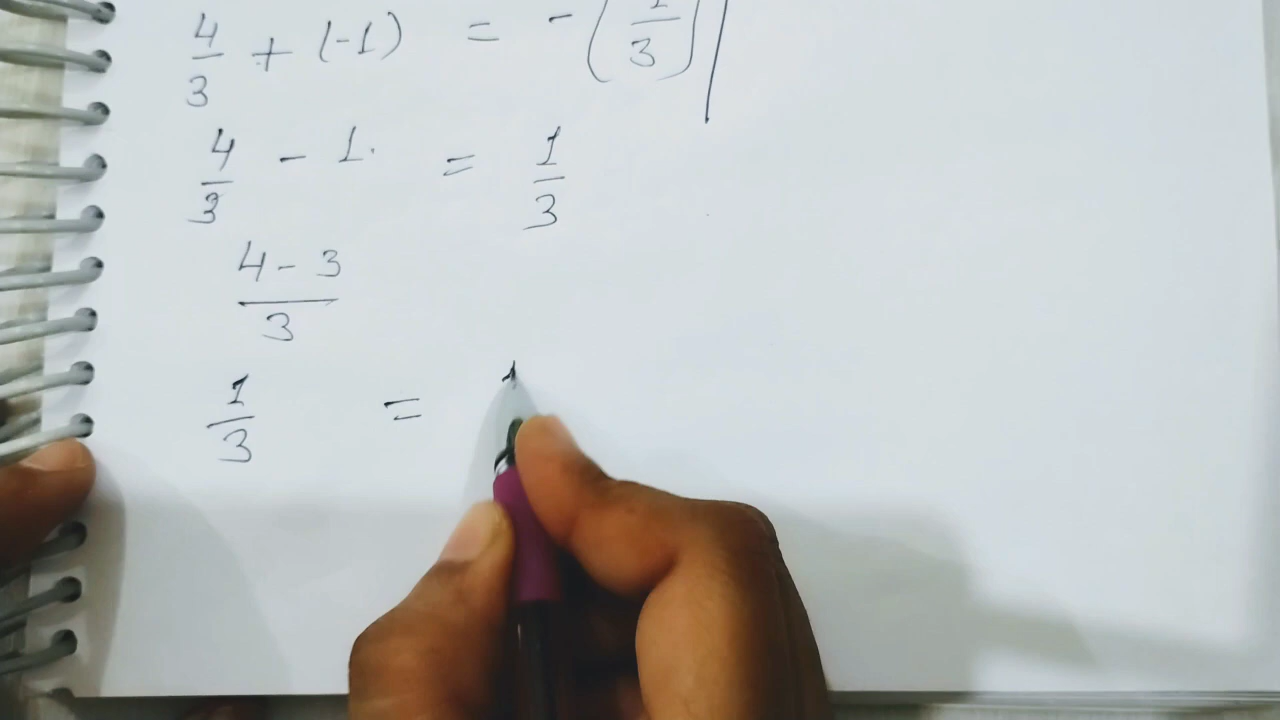 4/3 + (-1) = -(1/3)|
4/3 - 1. = 1/3
4-3/3
1/3 =